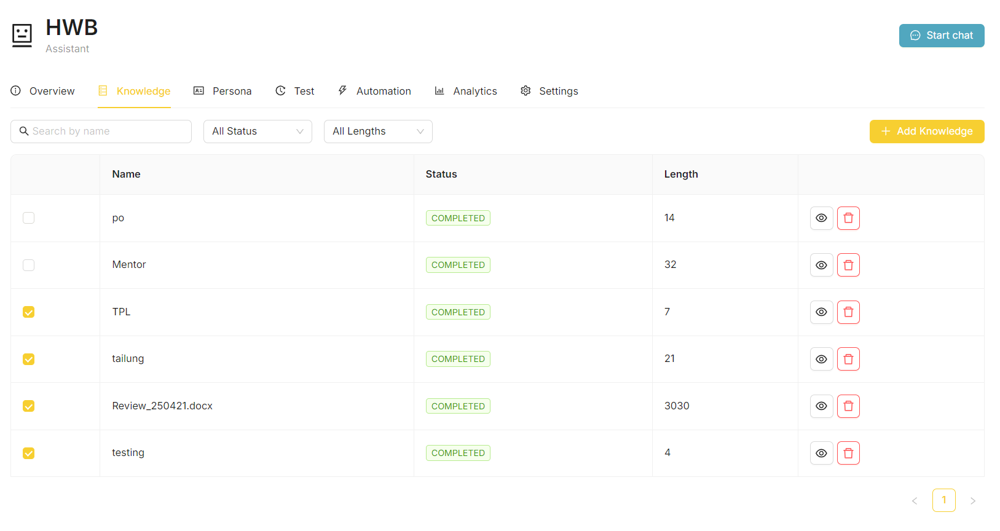 HWB
Assistant
Start chat
Overview Knowledge Persona Test Automation Analytics Settings
Search by name All Status All Lengths Add Knowledge
Name Status Length
po COMPLETED 14
Mentor COMPLETED 32
TPL COMPLETED 7
tailung COMPLETED 21
Review_250421.docx COMPLETED 3030
testing COMPLETED 4
1